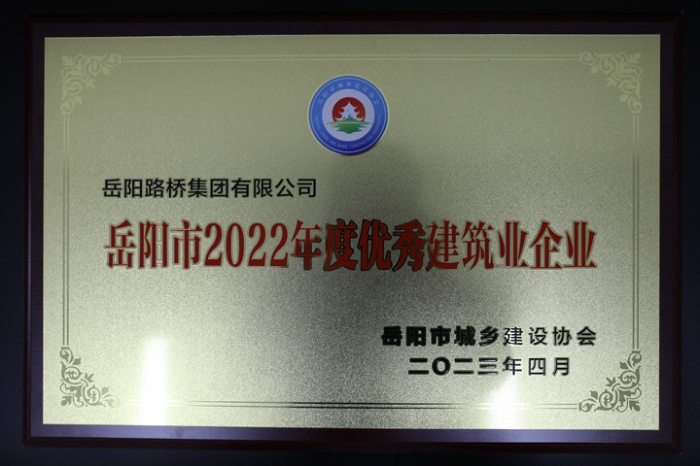 岳阳路桥集团有限公司
岳阳市2022年度优秀建筑业企业
岳阳市城乡建设协会
二〇二三年四月